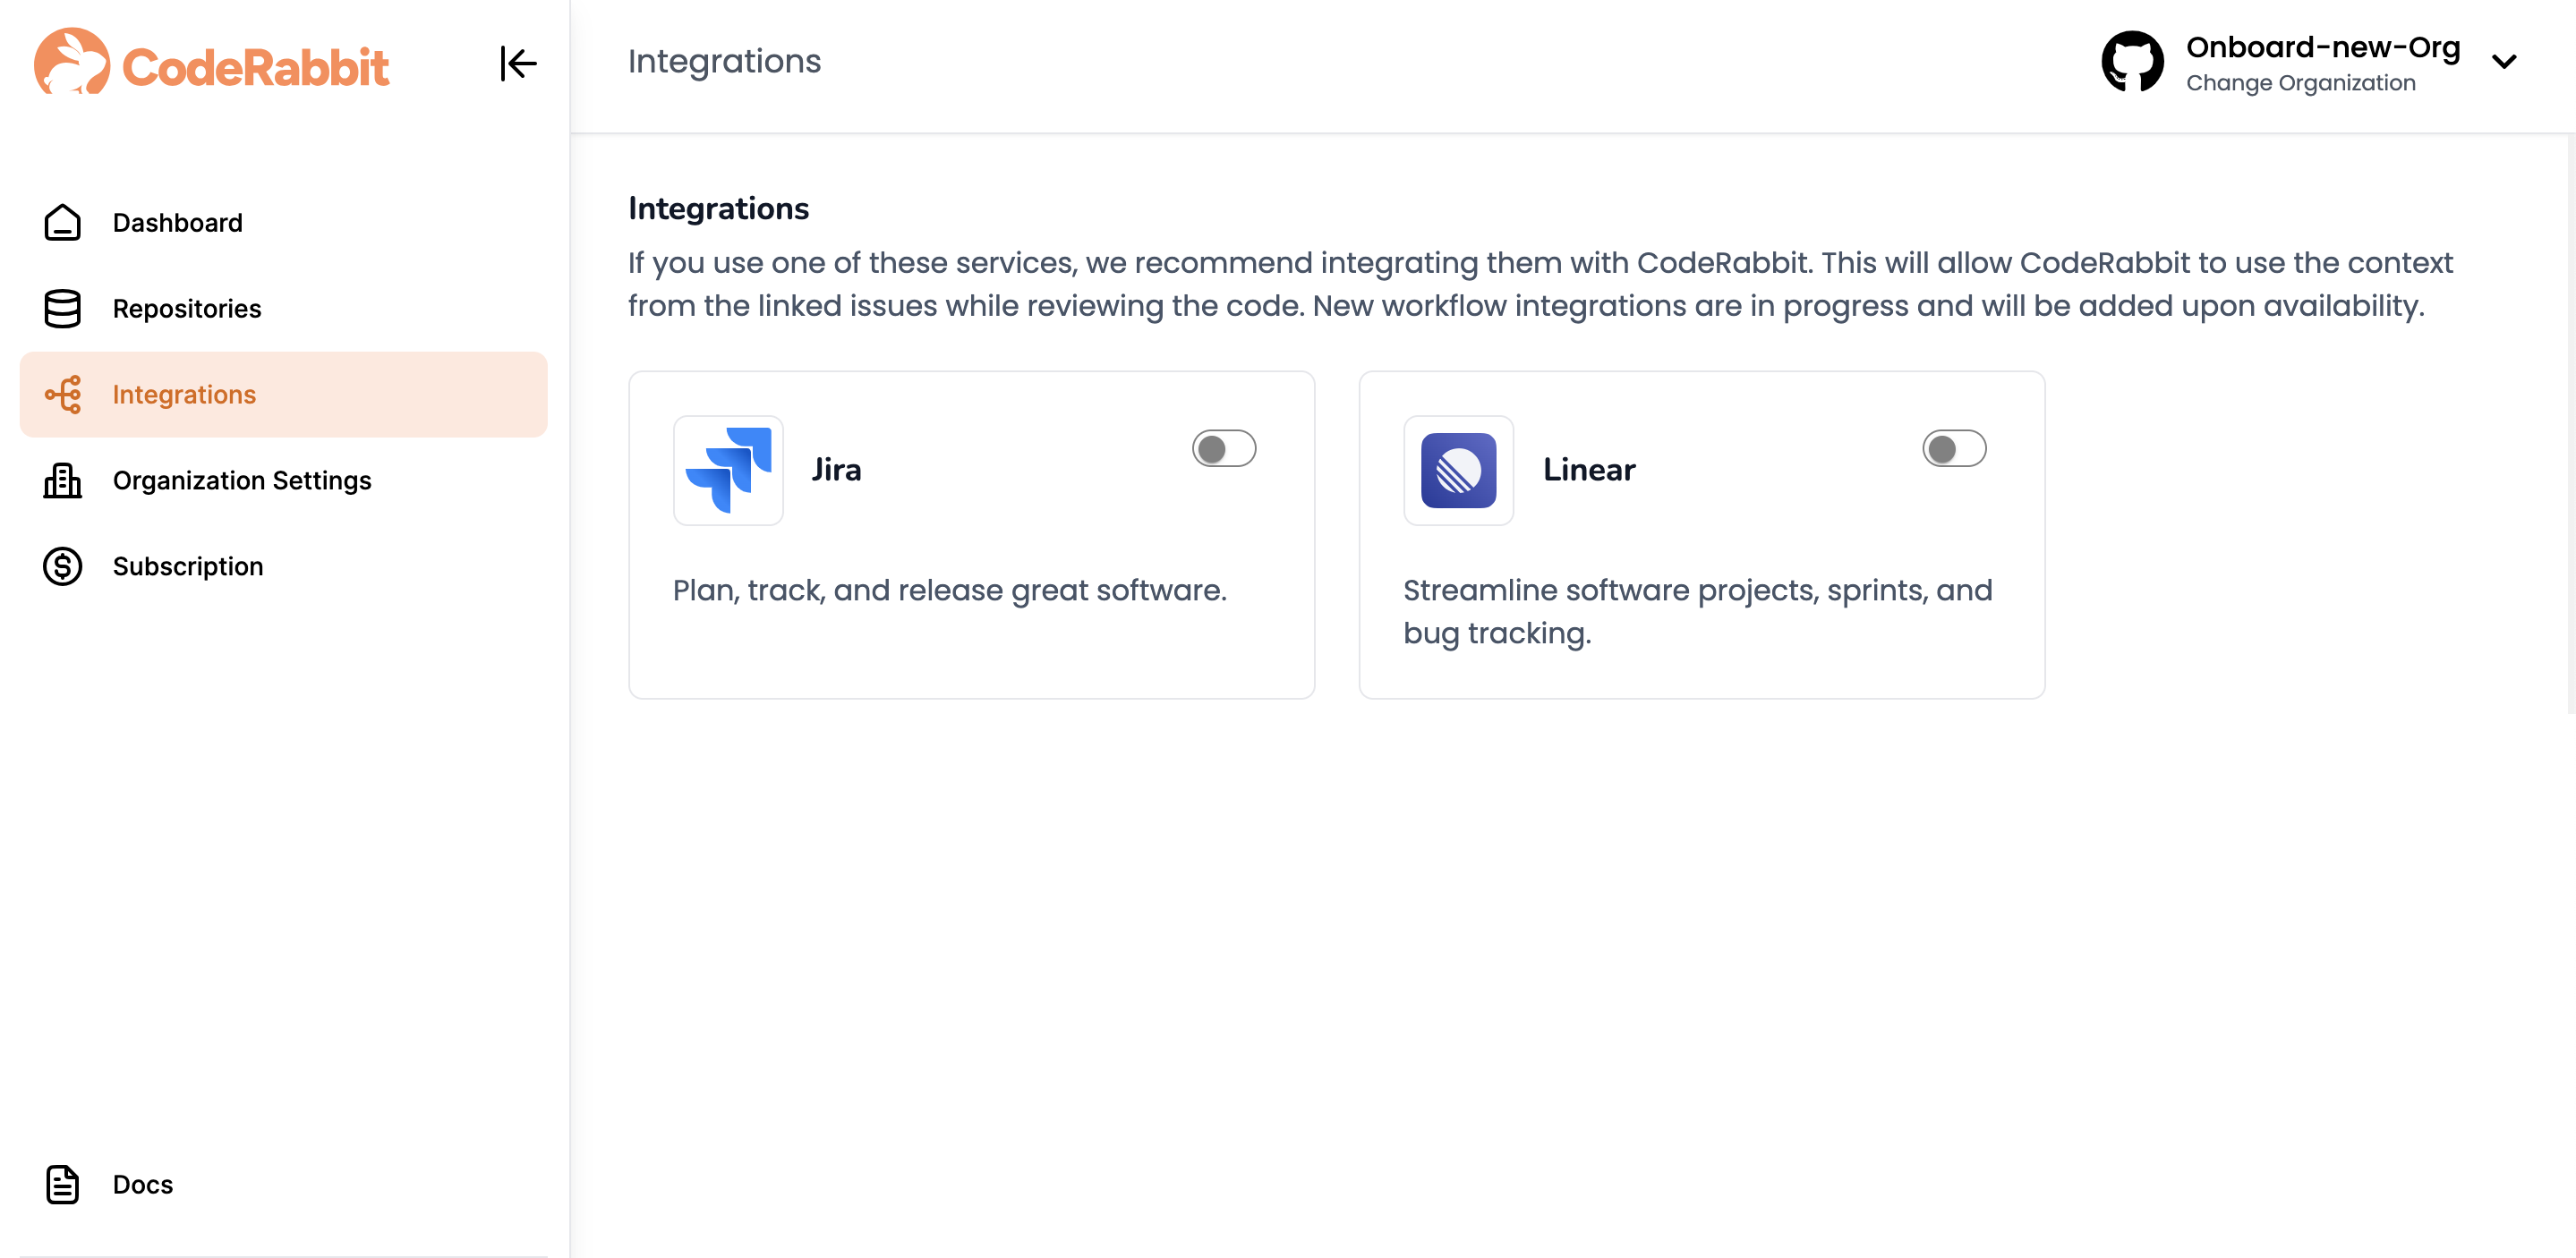 CodeRabbit
Dashboard
Repositories
Integrations
Organization Settings
Subscription
Docs
Integrations
Onboard-new-Org
Change Organization
Integrations
If you use one of these services, we recommend integrating them with CodeRabbit. This will allow CodeRabbit to use the context
from the linked issues while reviewing the code. New workflow integrations are in progress and will be added upon availability.
Jira
Plan, track, and release great software.
Linear
Streamline software projects, sprints, and
bug tracking.